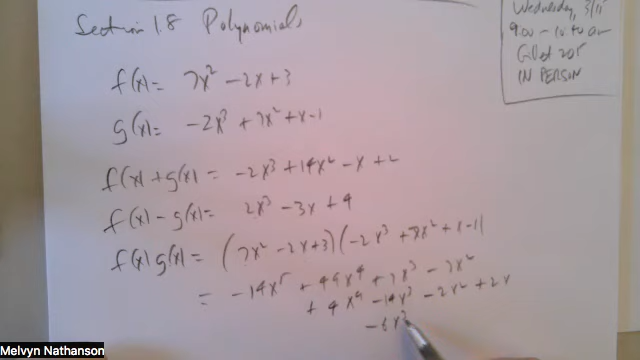 Section 1.8 Polynomials
Wednesday, 3/15
9:00 - 10:40 am
Gillet 205
IN PERSON
f(x) = 7x² - 2x + 3
g(x) = -2x³ + 7x² + x - 1
f(x) + g(x) = -2x³ + 14x² - x + 2
f(x) - g(x) = 2x³ - 3x + 4
f(x) g(x) = (7x² - 2x + 3)(-2x³ + 7x² + x - 1)
= -14x⁵ + 49x⁴ + 7x³ - 7x²
+ 4x⁴ - 14x³ - 2x² + 2x
- 6x³
Melvyn Nathanson